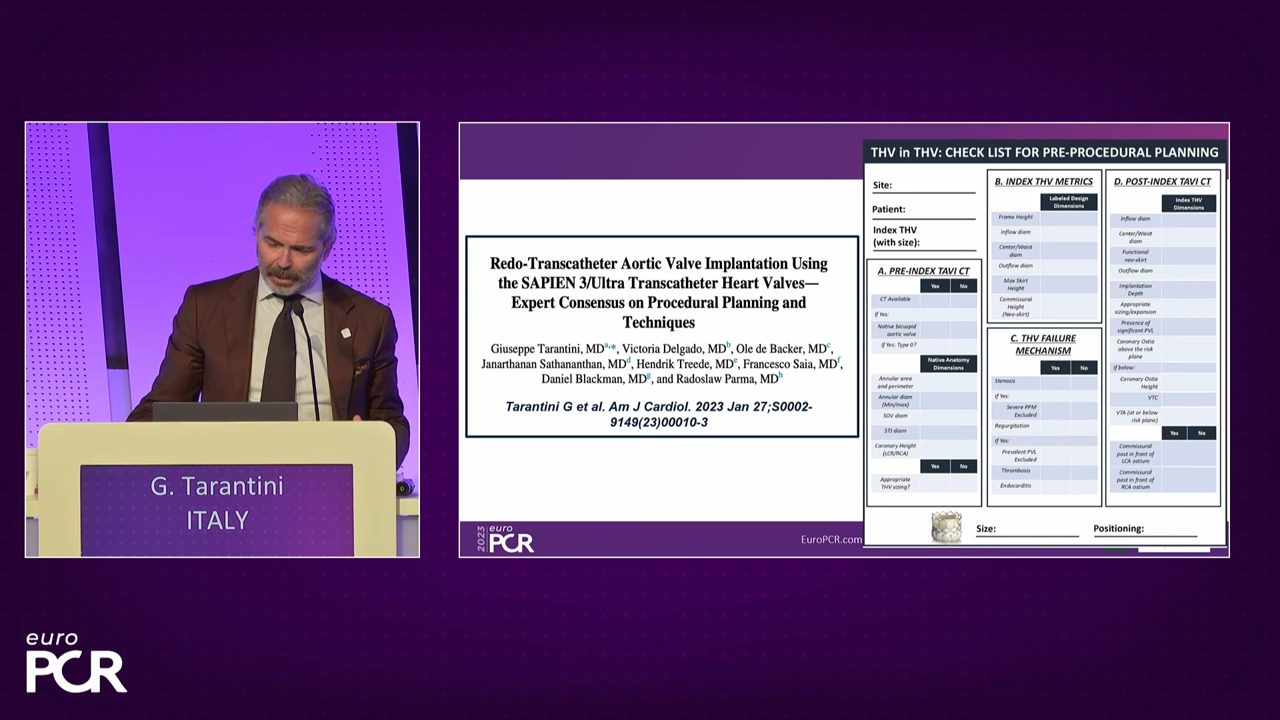 G. Tarantini
ITALY
euro
PCR
Redo-Transcatheter Aortic Valve Implantation Using
the SAPIEN 3/Ultra Transcatheter Heart Valves—
Expert Consensus on Procedural Planning and
Techniques
Giuseppe Tarantini, MDa,*, Victoria Delgado, MDb, Ole de Backer, MDc,
Janarthanan Sathananthan, MDd, Hendrik Treede, MDe, Francesco Saia, MDf,
Daniel Blackman, MDg, and Radoslaw Parma, MDh
Tarantini G et al. Am J Cardiol. 2023 Jan 27;S0002-
9149(23)00010-3
2023
euro
PCR
EuroPCR.com
THV in THV: CHECK LIST FOR PRE-PROCEDURAL PLANNING
Site:
Patient:
Index THV
(with size):
A. PRE-INDEX TAVI CT
Yes No
CT Available
If Yes:
Native bicuspid
aortic valve
If Yes: Type 0?
Native Anatomy
Dimensions
Annular area
and perimeter
Annular diam
(Min/max)
SOV diam
STJ diam
Coronary Height
(LCR/RCA)
Yes No
Appropriate
THV sizing?
B. INDEX THV METRICS
Labeled Design
Dimensions
Frame Height
Inflow diam
Center/Waist
diam
Outflow diam
Max Skirt
Height
Commissural
Height
(Neo-skirt)
C. THV FAILURE
MECHANISM
Yes No
Stenosis
If Yes:
Severe PPM
Excluded
Regurgitation
If Yes:
Prevalent PVL
Excluded
Thrombosis
Endocarditis
D. POST-INDEX TAVI CT
Index THV
Dimensions
Inflow diam
Center/Waist
diam
Functional
neo-skirt
Outflow diam
Implantation
Depth
Appropriate
sizing/expansion
Presence of
significant PVL
Coronary Ostia
above the risk
plane
If below:
Coronary Ostia
Height
VTC
VTA (at or below
risk plane)
Yes No
Commissural
post in front of
LCA ostium
Commissural
post in front of
RCA ostium
Size:
Positioning: